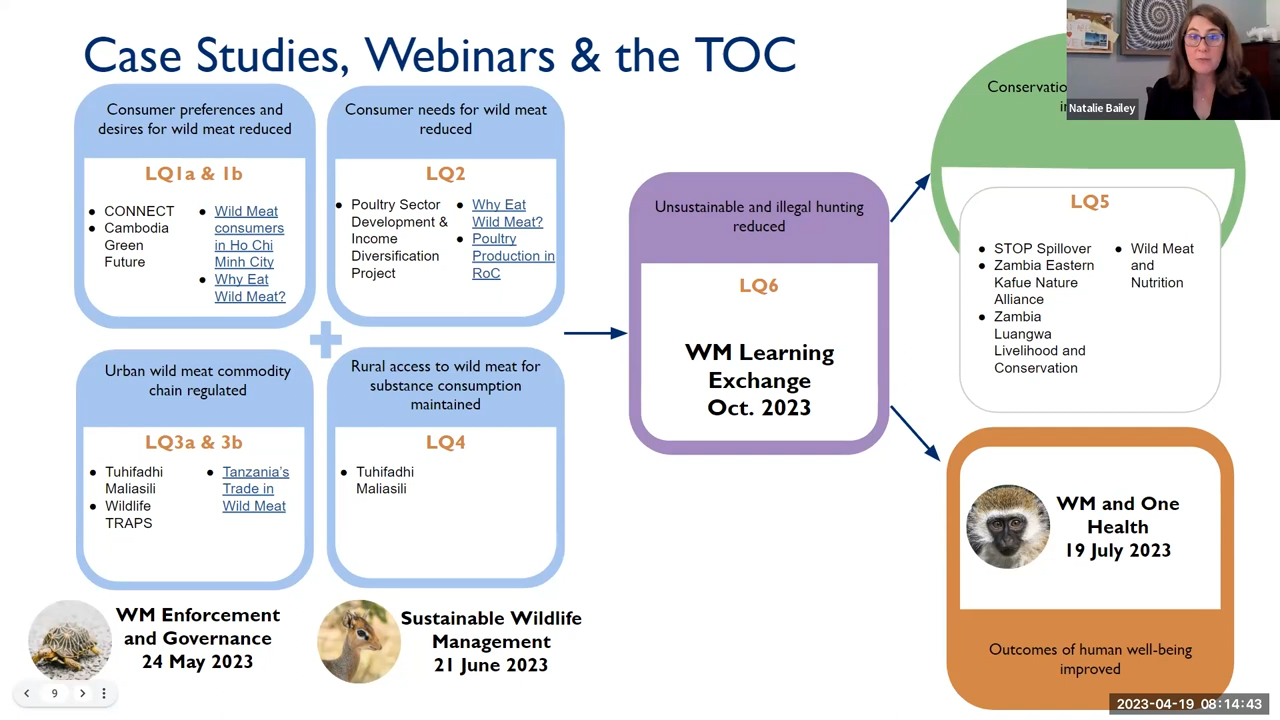 Case Studies, Webinars & the TOC
Consumer preferences and
desires for wild meat reduced
LQ1a & 1b
CONNECT
Cambodia
Green
Future
Wild Meat
consumers
in Ho Chi
Minh City
Why Eat
Wild Meat?
Consumer needs for wild meat
reduced
LQ2
Poultry Sector
Development &
Income
Diversification
Project
Why Eat
Wild Meat?
Poultry
Production in
RoC
Urban wild meat commodity
chain regulated
LQ3a & 3b
Tuhifadhi
Maliasili
Wildlife
TRAPS
Tanzania's
Trade in
Wild Meat
Rural access to wild meat for
substance consumption
maintained
LQ4
Tuhifadhi
Maliasili
WM Enforcement
and Governance
24 May 2023
Sustainable Wildlife
Management
21 June 2023
Unsustainable and illegal hunting
reduced
LQ6
WM Learning
Exchange
Oct. 2023
Natalie Bailey
LQ5
STOP Spillover
Zambia Eastern
Kafue Nature
Alliance
Zambia
Luangwa
Livelihood and
Conservation
Wild Meat
and
Nutrition
WM and One
Health
19 July 2023
Outcomes of human well-being
improved
9
2023-04-19 08:14:43